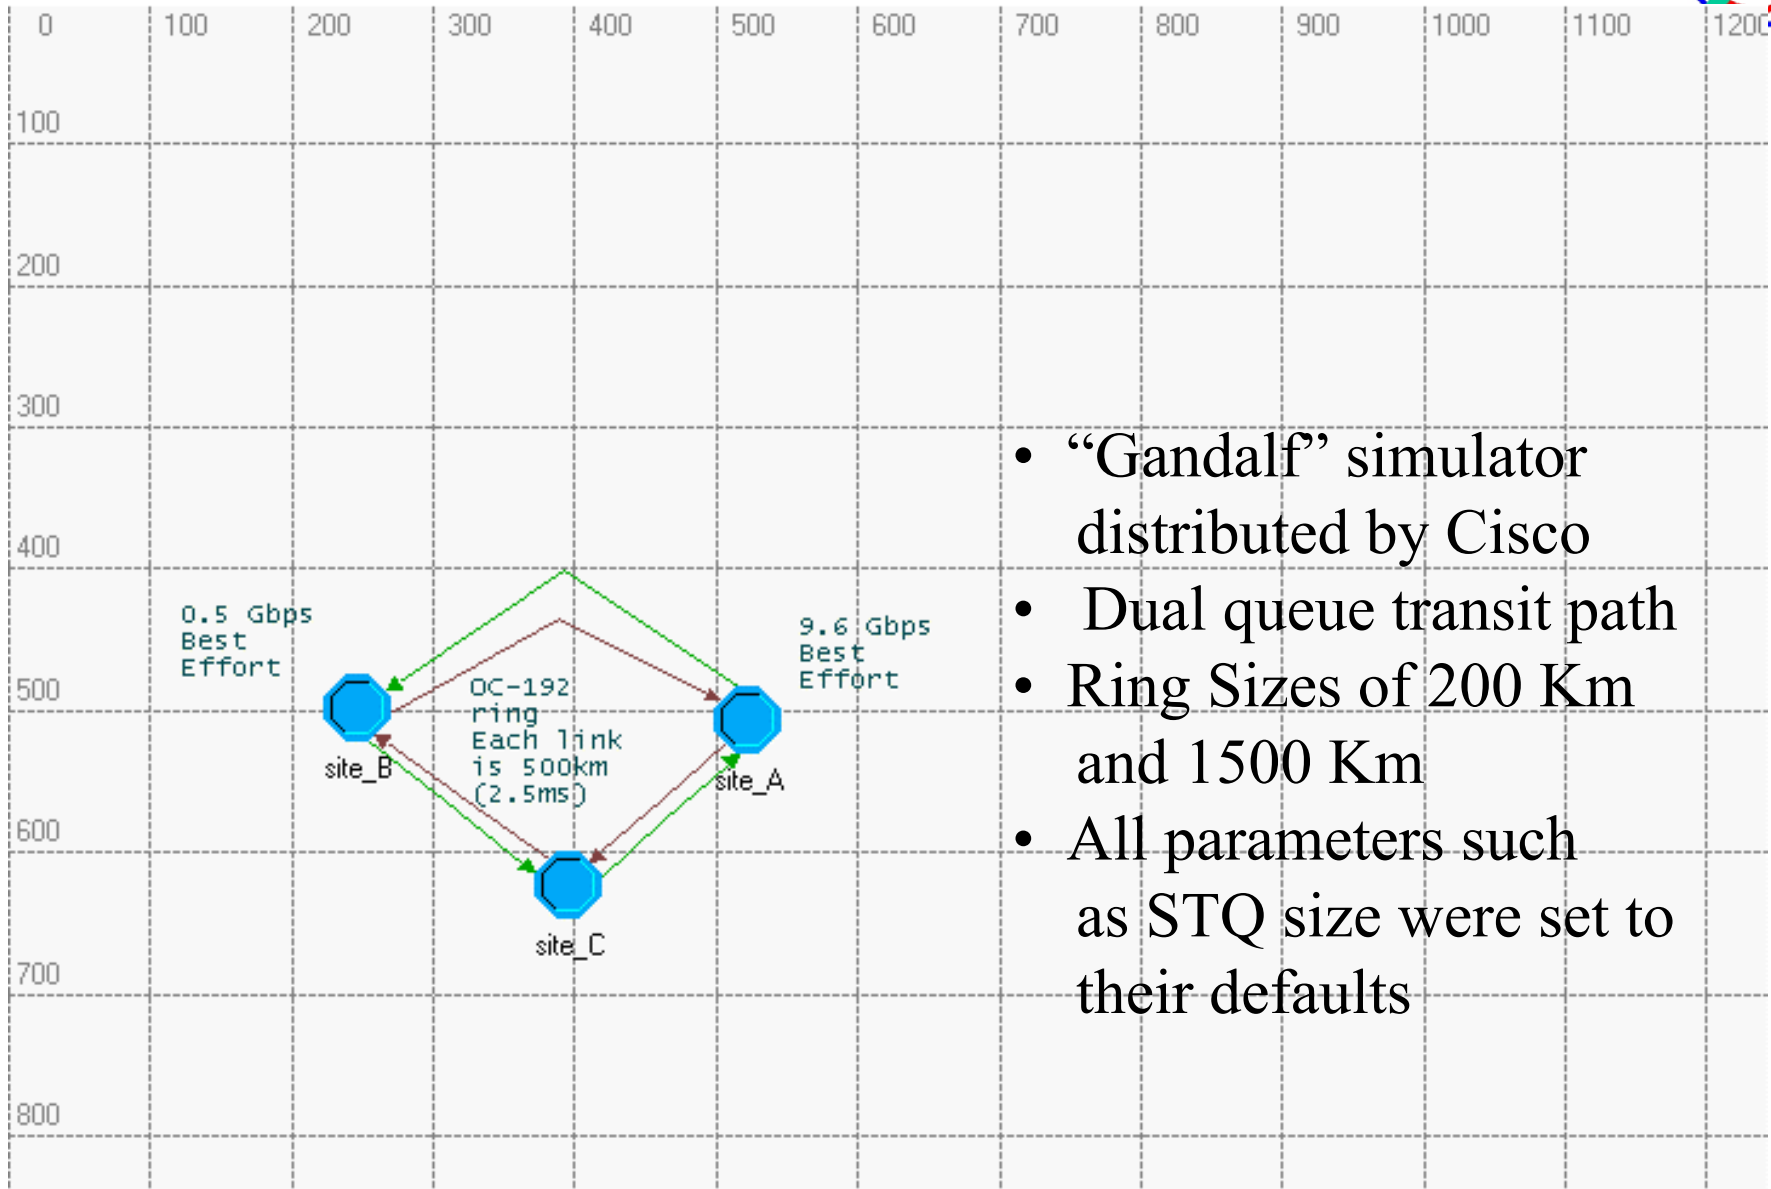 0 100 200 300 400 500 600 700 800 900 1000 1100 1200
100
200
300
400
500
600
700
800
0.5 Gbps
Best
Effort
9.6 Gbps
Best
Effort
OC-192
ring
Each link
is 500km
(2.5ms)
site_B
site_A
site_C
• “Gandalf” simulator
distributed by Cisco
• Dual queue transit path
• Ring Sizes of 200 Km
and 1500 Km
• All parameters such
as STQ size were set to
their defaults